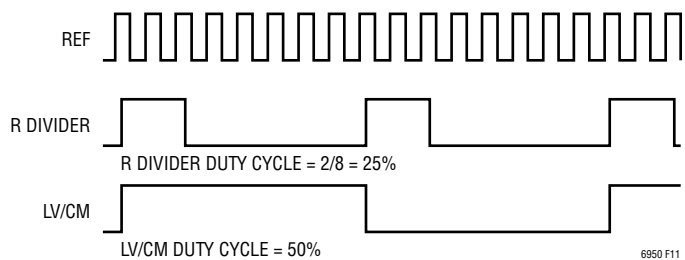 REF
R DIVIDER
R DIVIDER DUTY CYCLE = 2/8 = 25%
LV/CM
LV/CM DUTY CYCLE = 50%
6950 F11